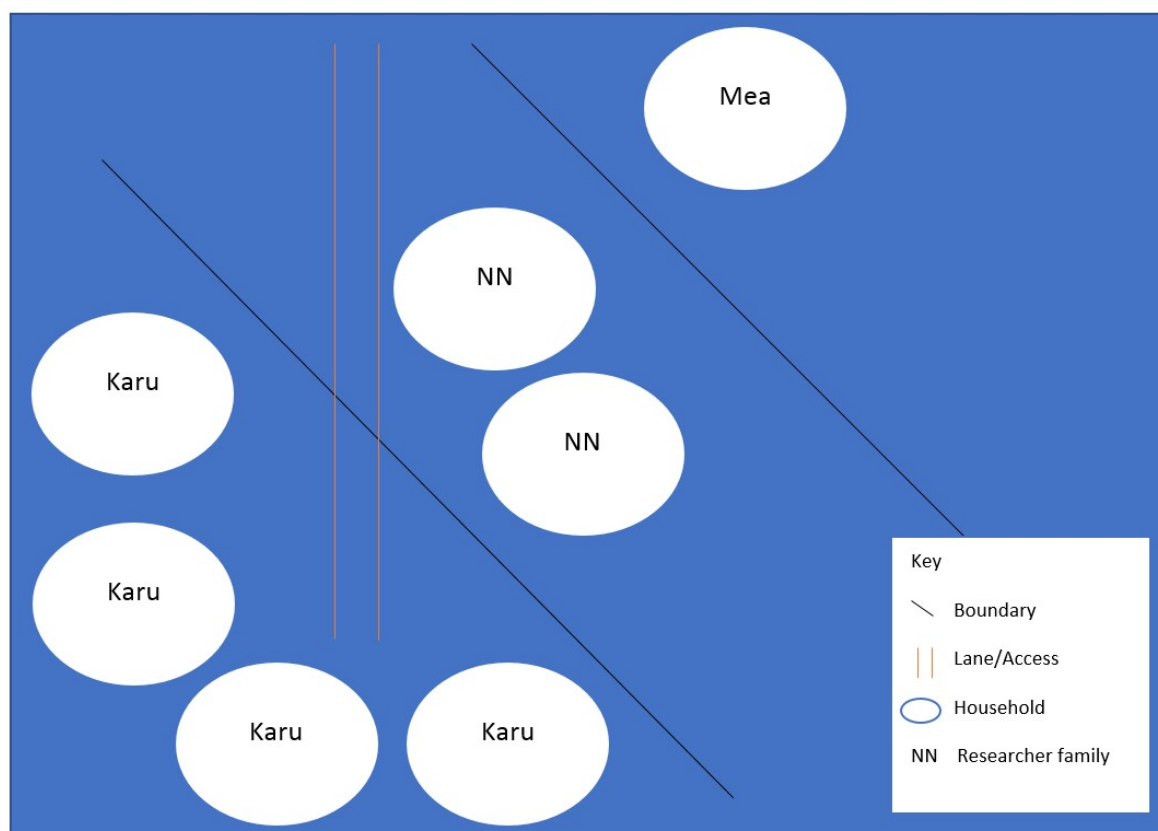 Mea
NN
Karu
NN
Karu
Karu
Karu
Key
Boundary
Lane/Access
Household
NN Researcher family